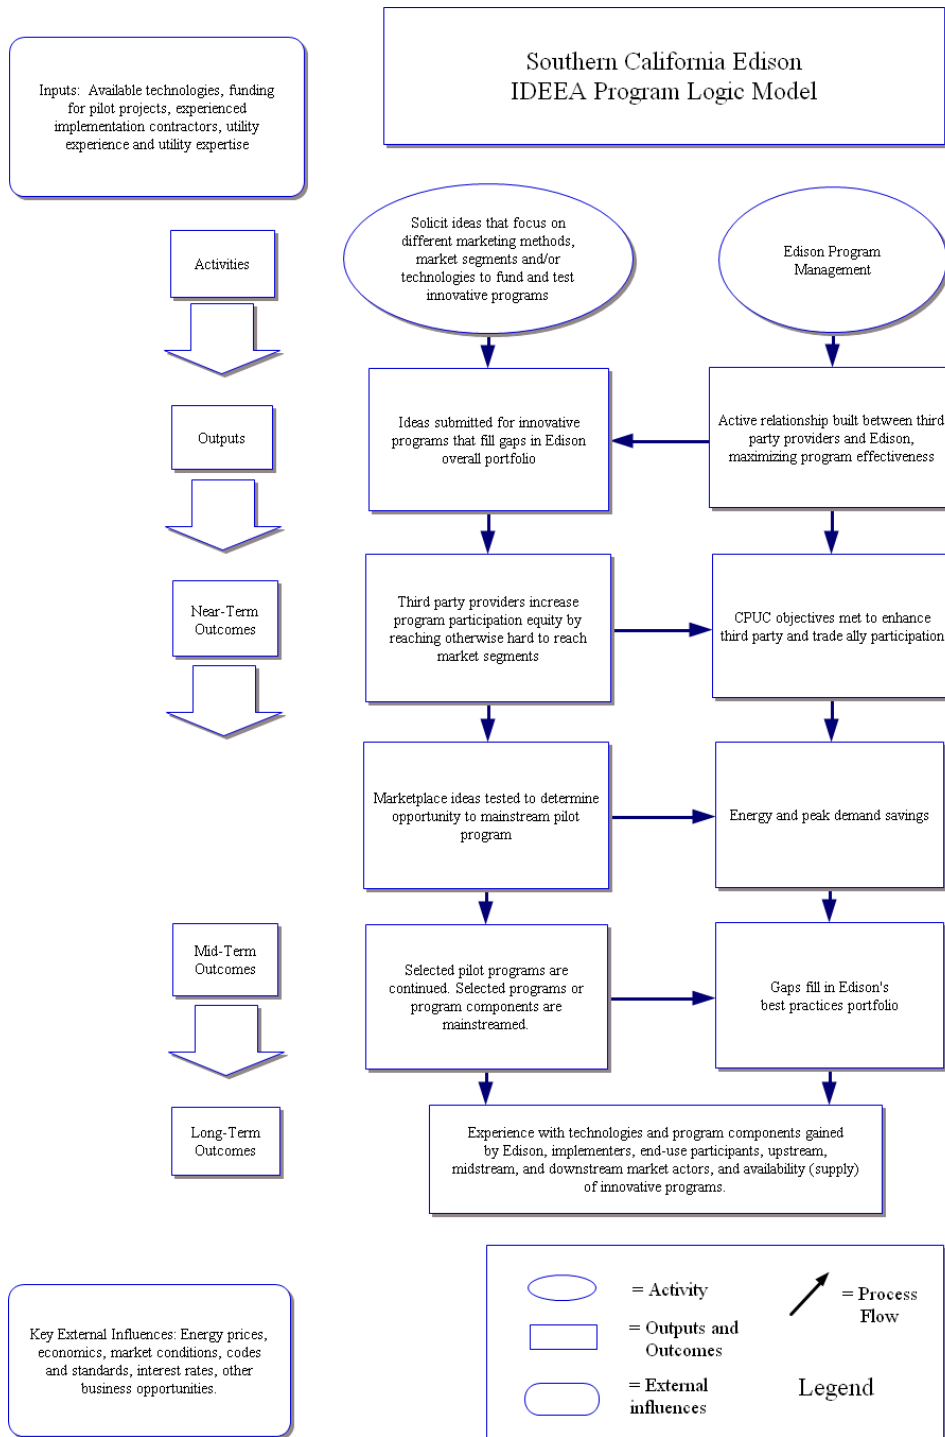 Southern California Edison
IDEEA Program Logic Model
Inputs: Available technologies, funding
for pilot projects, experienced
implementation contractors, utility
experience and utility expertise
Activities
Solicit ideas that focus on
different marketing methods,
market segments and/or
technologies to fund and test
innovative programs
Edison Program
Management
Outputs
Ideas submitted for innovative
programs that fill gaps in Edison
overall portfolio
Active relationship built between third
party providers and Edison,
maximizing program effectiveness
Near-Term
Outcomes
Third party providers increase
program participation equity by
reaching otherwise hard to reach
market segments
CPUC objectives met to enhance
third party and trade ally participation
Marketplace ideas tested to determine
opportunity to mainstream pilot
program
Energy and peak demand savings
Mid-Term
Outcomes
Selected pilot programs are
continued. Selected programs or
program components are
mainstreamed.
Gaps fill in Edison's
best practices portfolio
Long-Term
Outcomes
Experience with technologies and program components gained
by Edison, implementers, end-use participants, upstream,
midstream, and downstream market actors, and availability (supply)
of innovative programs.
Key External Influences: Energy prices,
economics, market conditions, codes
and standards, interest rates, other
business opportunities.
= Activity
= Outputs and
Outcomes
= External
influences
= Process
Flow
Legend